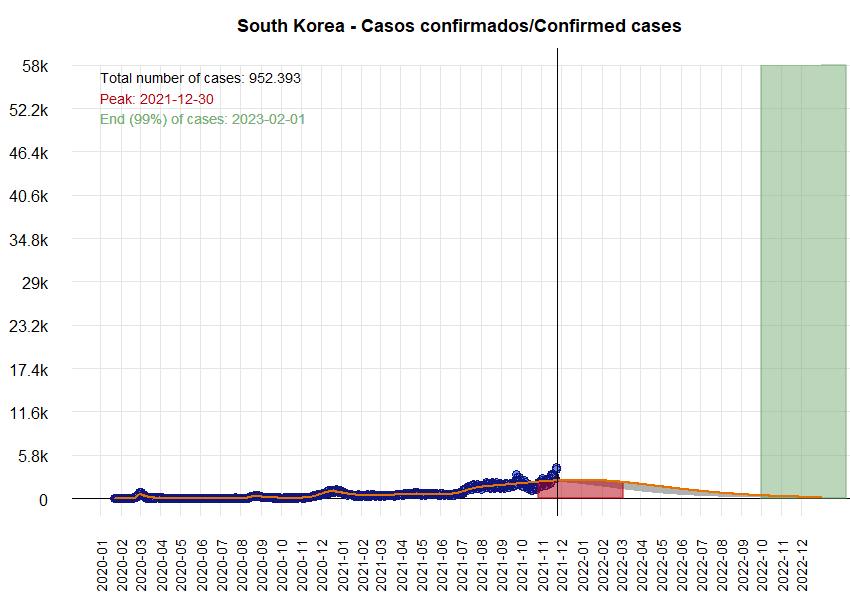 South Korea - Casos confirmados/Confirmed cases
Total number of cases: 952.393
Peak: 2021-12-30
End (99%) of cases: 2023-02-01
58k
52.2k
46.4k
40.6k
34.8k
29k
23.2k
17.4k
11.6k
5.8k
0
2020-01
2020-02
2020-03
2020-04
2020-05
2020-06
2020-07
2020-08
2020-09
2020-10
2020-11
2020-12
2021-01
2021-02
2021-03
2021-04
2021-05
2021-06
2021-07
2021-08
2021-09
2021-10
2021-11
2021-12
2022-01
2022-02
2022-03
2022-04
2022-05
2022-06
2022-07
2022-08
2022-09
2022-10
2022-11
2022-12